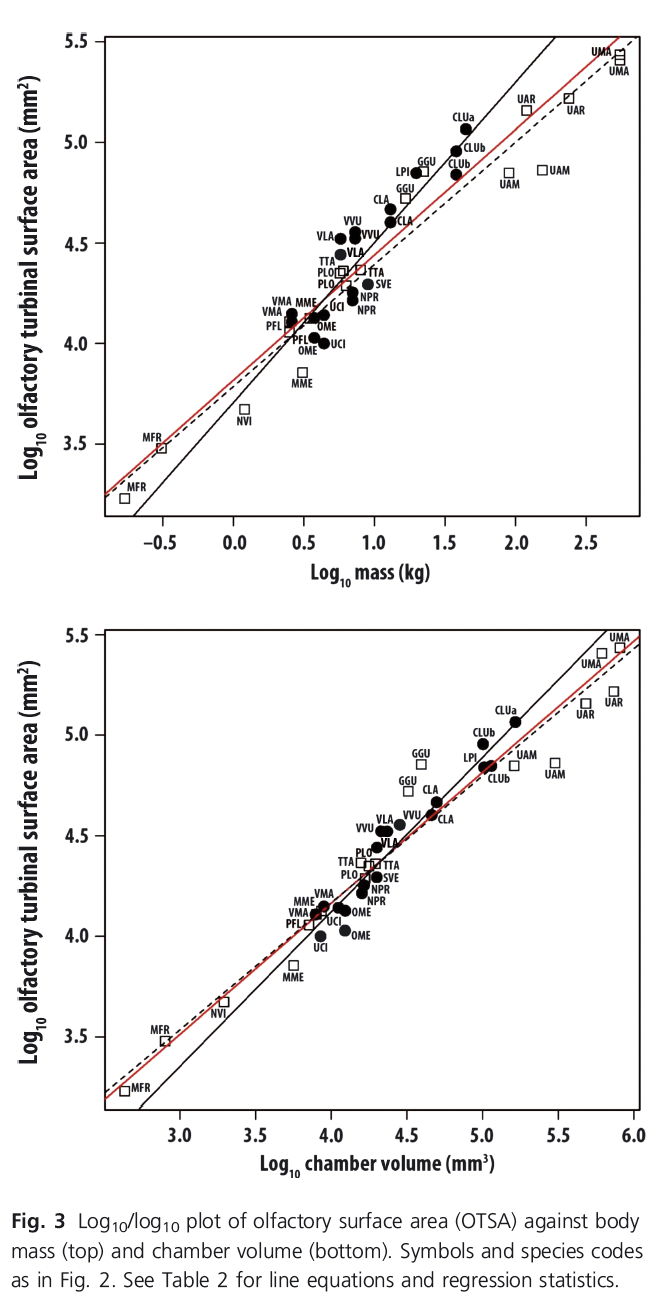 5.5
5.0
4.5
4.0
3.5
Log10 olfactory turbinal surface area (mm2)
UMA
UMA
UAR
UAR
CLUa
CLUb
GGU
LPI
CLUb
UAM
UAM
GGU
CLA
CLA
VVU
VLA
VVU
VLA
TTA
PLO
TTA
PLO
SVE
NPR
NPR
VMA
MME
UCI
VMA
PFL
OME
PFL
OME
UCI
MME
NVI
MFR
MFR
−0.5 0.0 0.5 1.0 1.5 2.0 2.5
Log10 mass (kg)
5.5
5.0
4.5
4.0
3.5
Log10 olfactory turbinal surface area (mm2)
UMA
UMA
UAR
UAR
CLUa
CLUb
GGU
LPI
UAM
CLUb
UAM
GGU
CLA
VLA
VVU
VVU
CLA
VLA
PLO
TTA
TTA
PLO
SVE
NPR
NPR
VMA
MME
VMA
OME
PFL
UCI
OME
UCI
MME
NVI
MFR
MFR
3.0 3.5 4.0 4.5 5.0 5.5 6.0
Log10 chamber volume (mm3)
Fig. 3 Log10/log10 plot of olfactory surface area (OTSA) against body
mass (top) and chamber volume (bottom). Symbols and species codes
as in Fig. 2. See Table 2 for line equations and regression statistics.